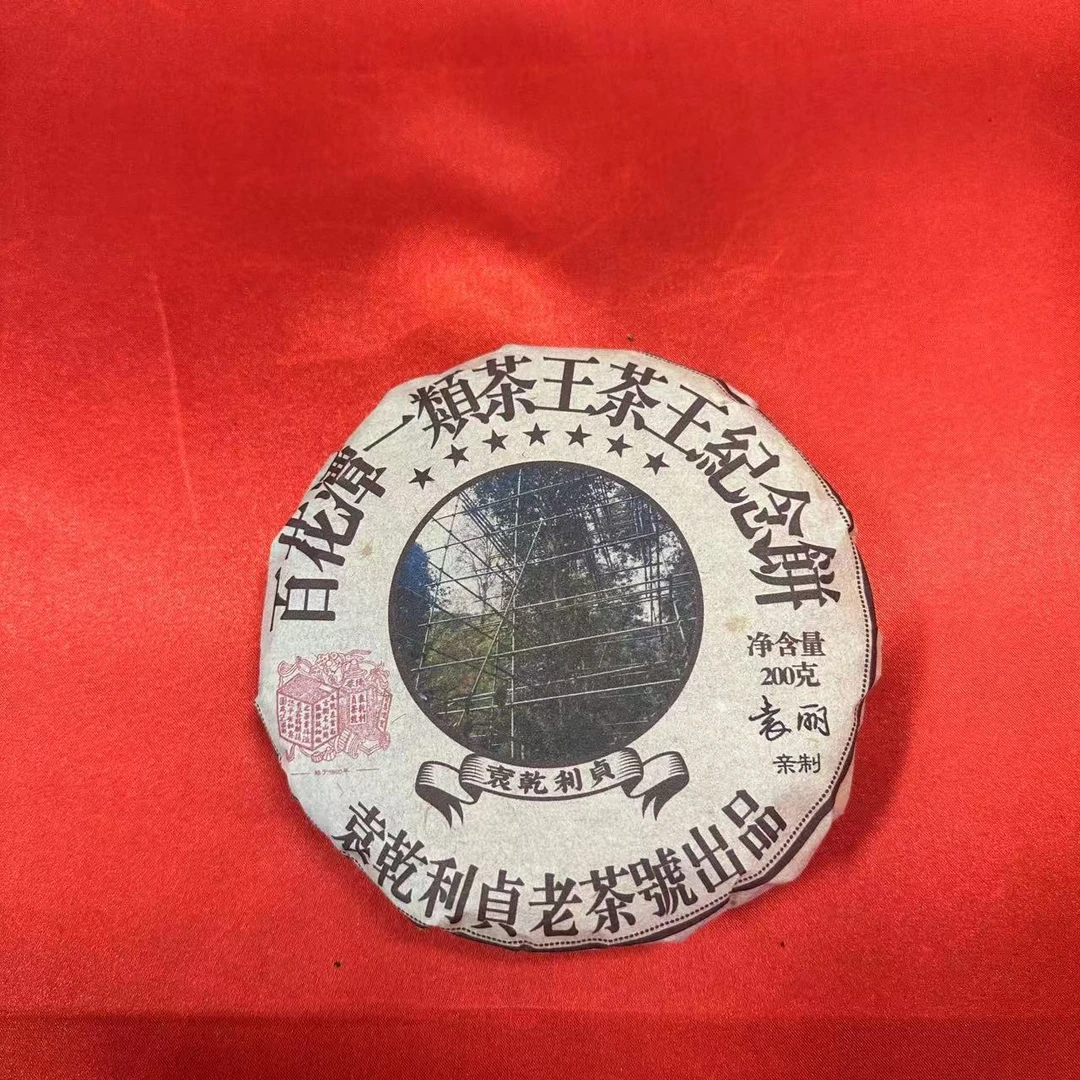 百花潭一類茶王茶王紀念餅
净含量
200克
袁丽
亲制
袁乾利貞
袁乾利貞老茶號出品